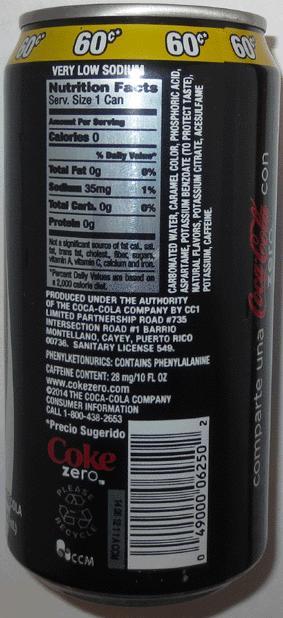 60¢* 60¢* 60¢* 60¢
VERY LOW SODIUM
Nutrition Facts
Serv. Size 1 Can
Amount Per Serving
Calories 0
% Daily Value*
Total Fat 0g 0%
Sodium 35mg 1%
Total Carb. 0g 0%
Protein 0g
Not a significant source of fat cal., sat.
fat, trans fat, cholest., fiber, sugars,
vitamin A, vitamin C, calcium and iron.
*Percent Daily Values are based on
a 2,000 calorie diet.
CARBONATED WATER, CARAMEL COLOR, PHOSPHORIC ACID,
ASPARTAME, POTASSIUM BENZOATE (TO PROTECT TASTE),
NATURAL FLAVORS, POTASSIUM CITRATE, ACESULFAME
POTASSIUM, CAFFEINE.
PRODUCED UNDER THE AUTHORITY
OF THE COCA-COLA COMPANY BY CC1
LIMITED PARTNERSHIP ROAD #735
INTERSECTION ROAD #1 BARRIO
MONTELLANO, CAYEY, PUERTO RICO
00736. SANITARY LICENSE 549.
PHENYLKETONURICS: CONTAINS PHENYLALANINE
CAFFEINE CONTENT: 28 mg/10 FL OZ
www.cokezero.com
©2014 THE COCA-COLA COMPANY
CONSUMER INFORMATION
CALL 1-800-438-2653
*Precio Sugerido
Coke
zero™
PLEASE
RECYCLE
CCM
0 49000 06250 2
comparte una Coca-Cola zero con